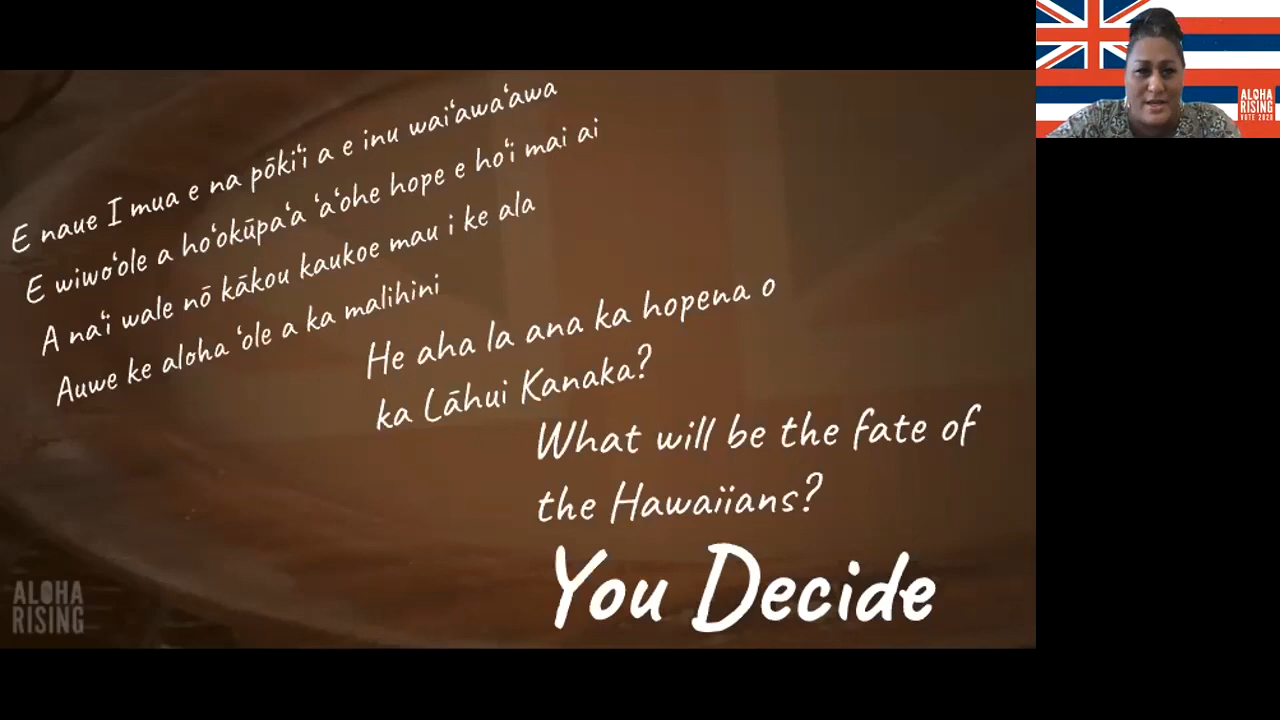 E naue I mua e na pōkiʻi a e inu waiʻawaʻawa
E wiwoʻole a hoʻokūpaʻa ʻaʻohe hope e hoʻi mai ai
A naʻi wale nō kākou kaukoe mau i ke ala
Auwe ke aloha ʻole a ka malihini
He aha la ana ka hopena o
ka Lāhui Kanaka?
What will be the fate of
the Hawaiians?
You Decide
ALOHA
RISING
ALOHA
RISING
VOTE 2020